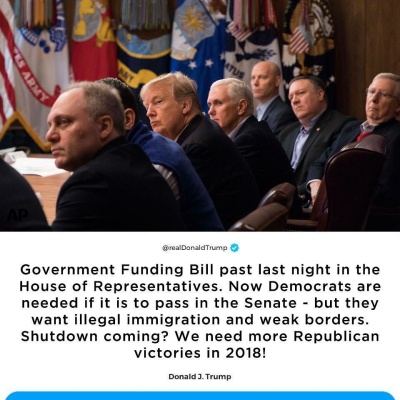 AP
@realDonaldTrump
Government Funding Bill past last night in the
House of Representatives. Now Democrats are
needed if it is to pass in the Senate - but they
want illegal immigration and weak borders.
Shutdown coming? We need more Republican
victories in 2018!
Donald J. Trump